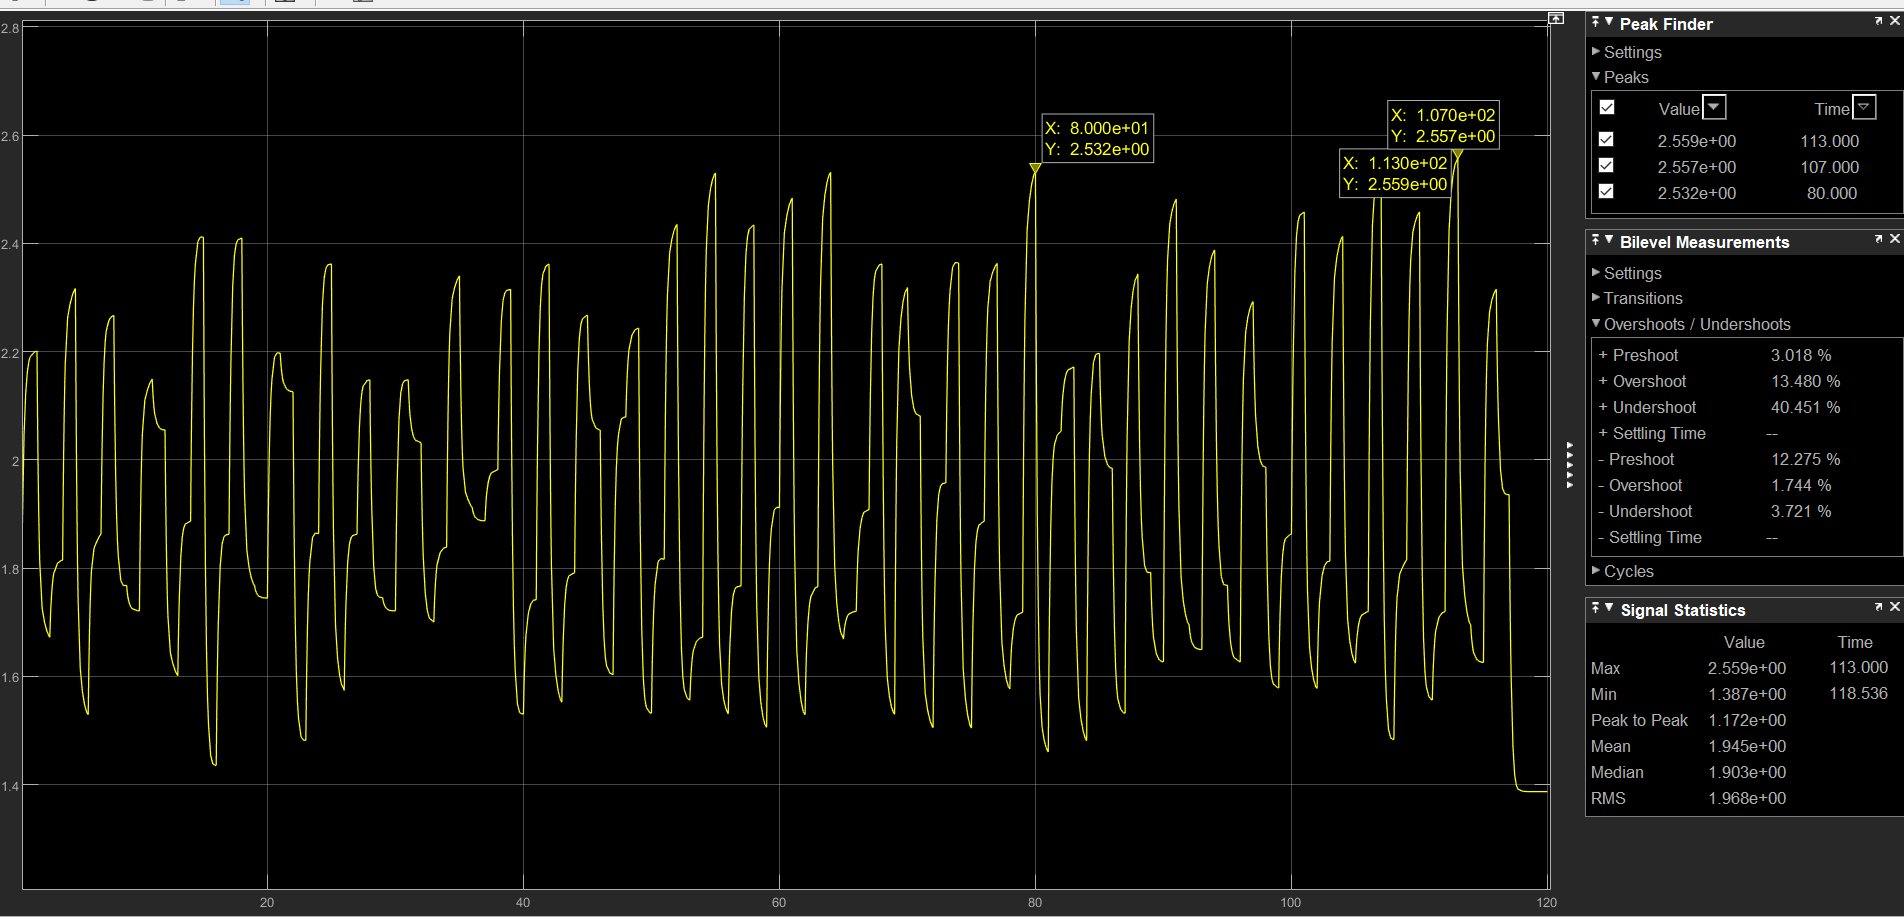 2.8
2.6
2.4
2.2
2
1.8
1.6
1.4
20 40 60 80 100 120
X: 8.000e+01
Y: 2.532e+00
X: 1.070e+02
Y: 2.557e+00
X: 1.130e+02
Y: 2.559e+00
Peak Finder
Settings
Peaks
Value Time
2.559e+00 113.000
2.557e+00 107.000
2.532e+00 80.000
Bilevel Measurements
Settings
Transitions
Overshoots / Undershoots
+ Preshoot 3.018 %
+ Overshoot 13.480 %
+ Undershoot 40.451 %
+ Settling Time --
- Preshoot 12.275 %
- Overshoot 1.744 %
- Undershoot 3.721 %
- Settling Time --
Cycles
Signal Statistics
Value Time
Max 2.559e+00 113.000
Min 1.387e+00 118.536
Peak to Peak 1.172e+00
Mean 1.945e+00
Median 1.903e+00
RMS 1.968e+00